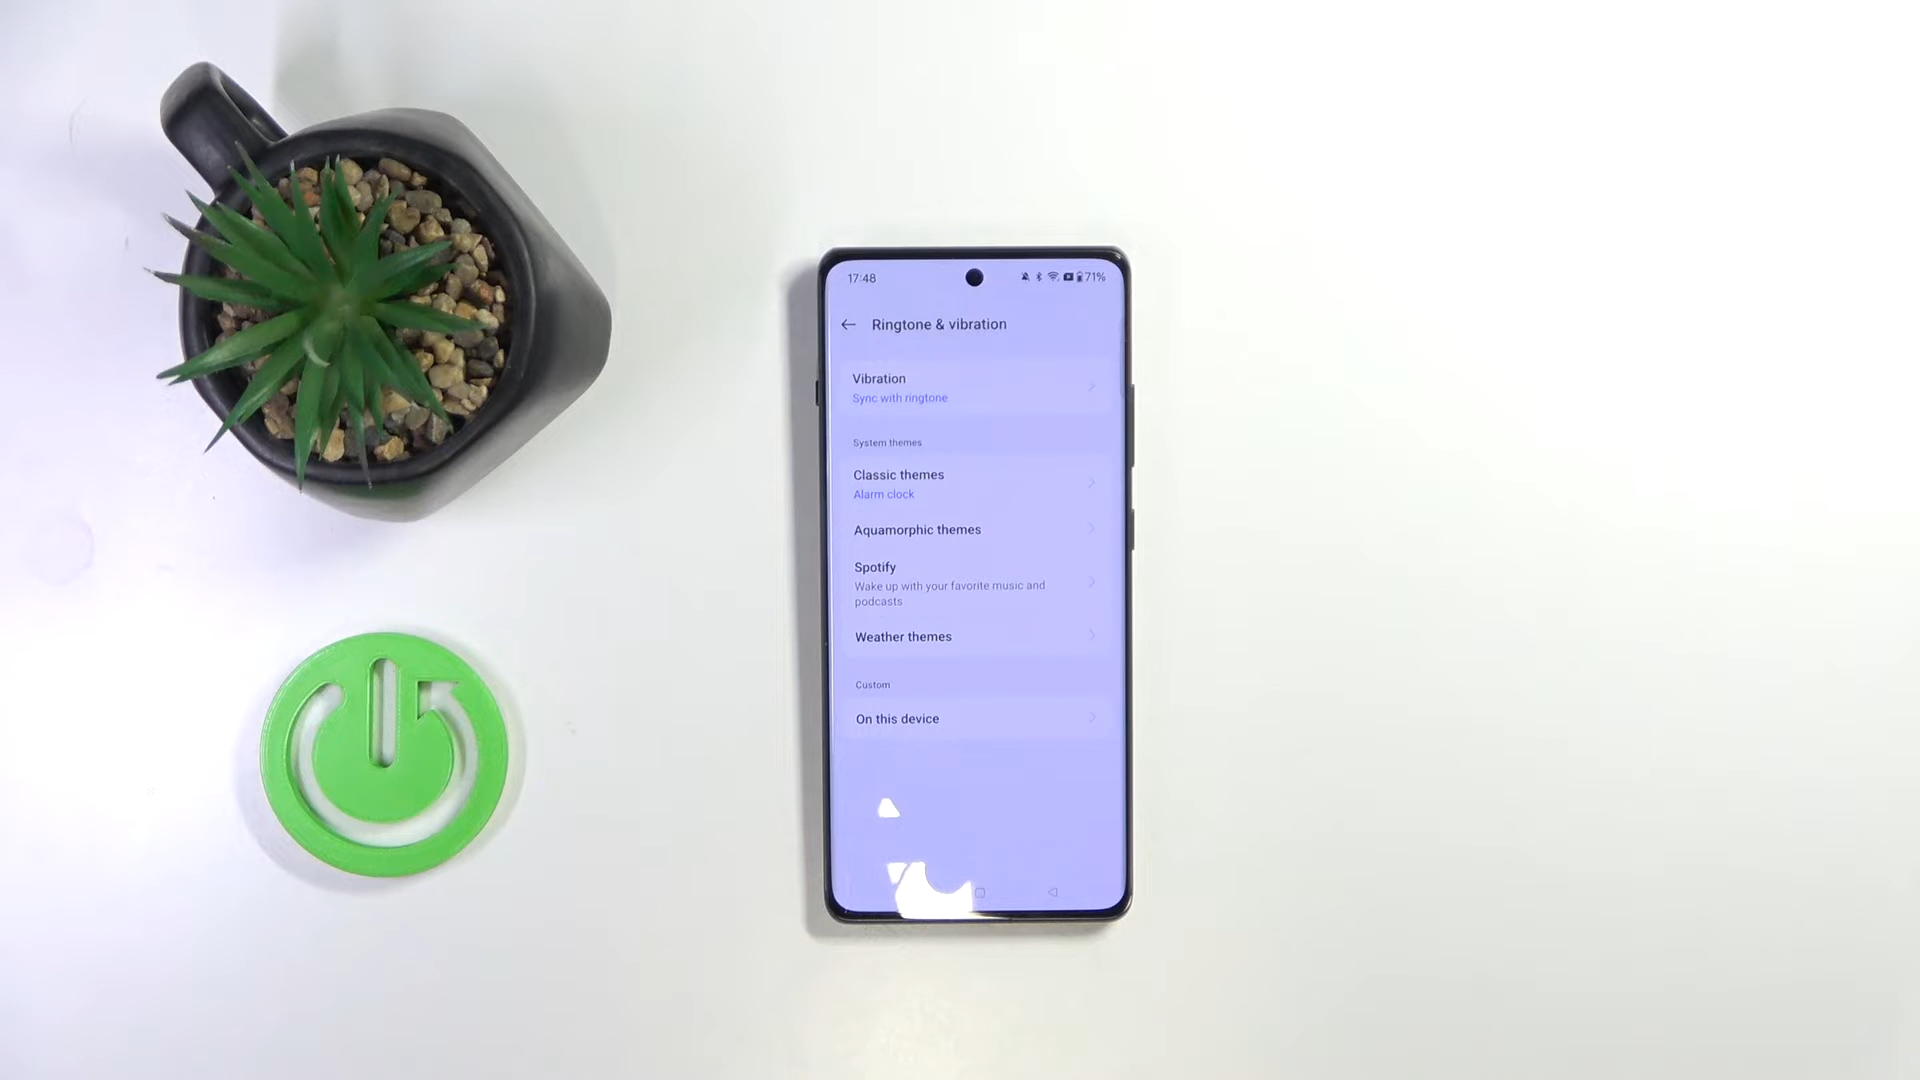 17:48
71%
Ringtone & vibration
Vibration
Sync with ringtone
System themes
Classic themes
Alarm clock
Aquamorphic themes
Spotify
Wake up with your favorite music and
podcasts
Weather themes
Custom
On this device